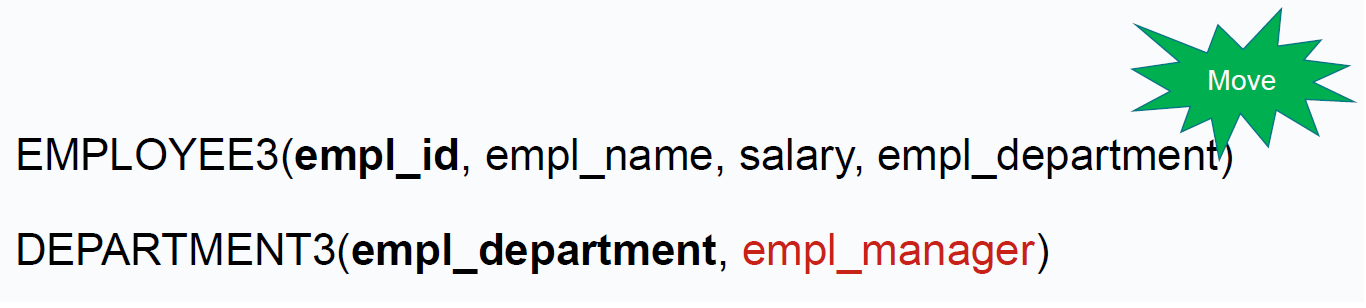 Move
EMPLOYEE3(empl_id, empl_name, salary, empl_department)
DEPARTMENT3(empl_department, empl_manager)